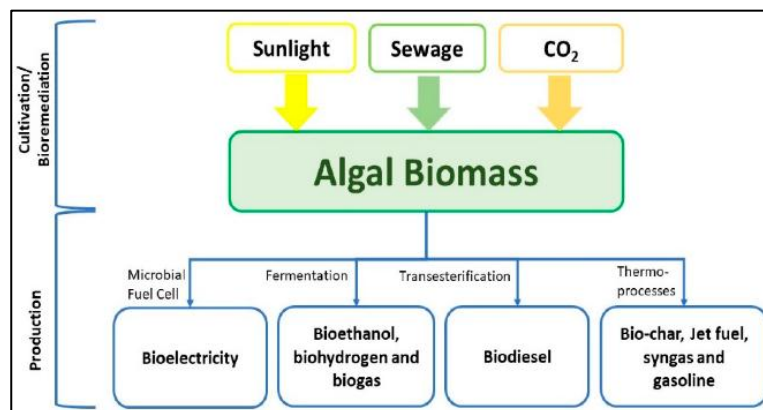 Cultivation/
Bioremediation
Sunlight
Sewage
CO₂
Algal Biomass
Production
Microbial
Fuel Cell
Fermentation
Transesterification
Thermo-
processes
Bioelectricity
Bioethanol,
biohydrogen and
biogas
Biodiesel
Bio-char, Jet fuel,
syngas and
gasoline